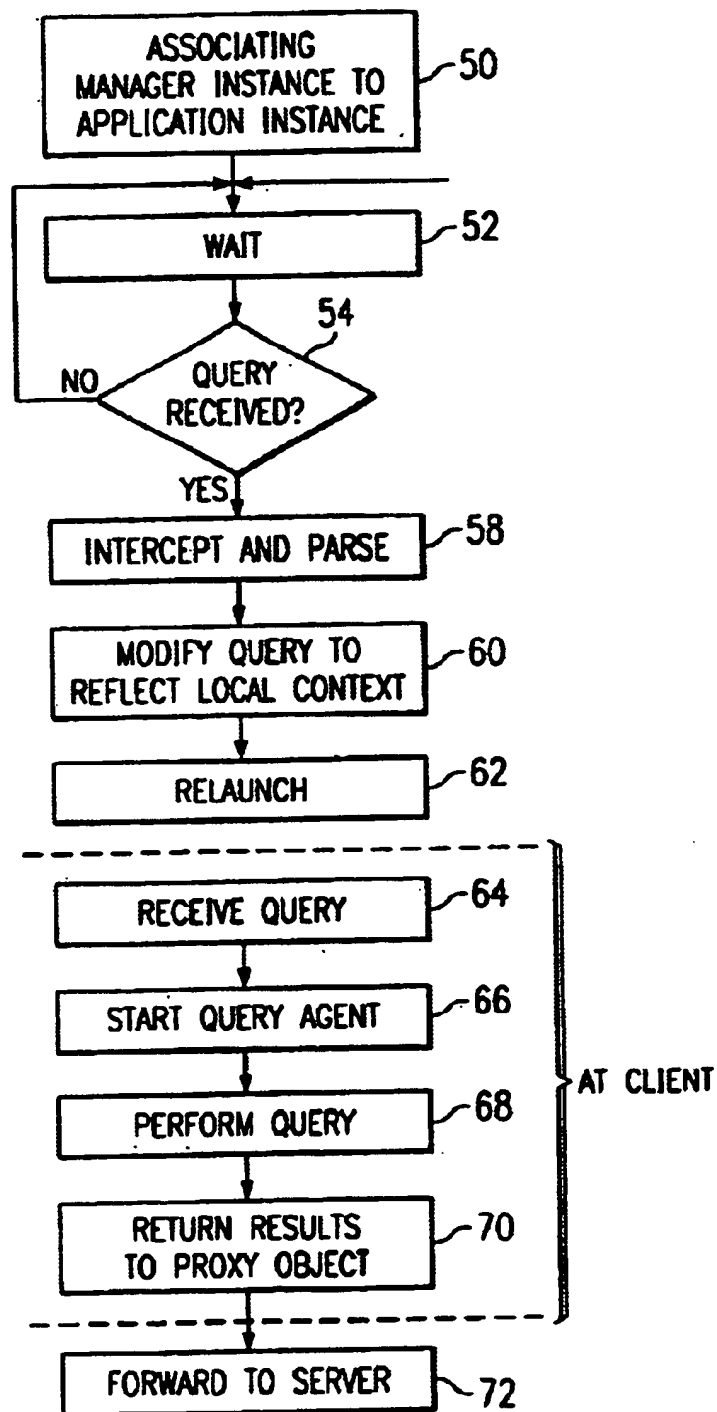 ASSOCIATING
MANAGER INSTANCE TO
APPLICATION INSTANCE
50
WAIT
52
54
NO
QUERY
RECEIVED?
YES
INTERCEPT AND PARSE
58
MODIFY QUERY TO
REFLECT LOCAL CONTEXT
60
RELAUNCH
62
RECEIVE QUERY
64
START QUERY AGENT
66
AT CLIENT
PERFORM QUERY
68
RETURN RESULTS
TO PROXY OBJECT
70
FORWARD TO SERVER
72